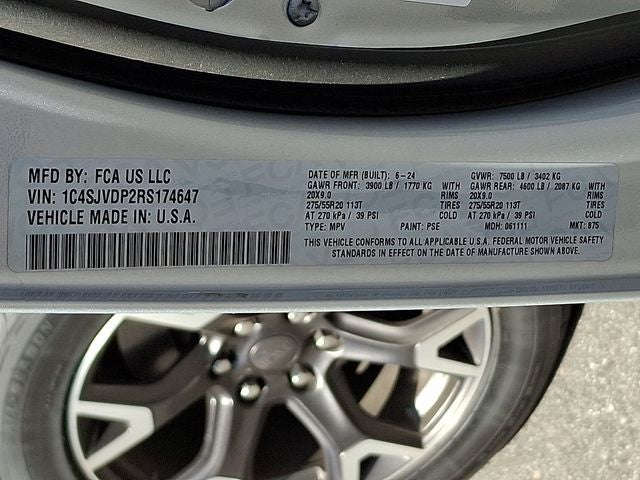 MFD BY: FCA US LLC
VIN: 1C4SJVDP2RS174647
VEHICLE MADE IN: U.S.A.
DATE OF MFR (BUILT): 6-24 GVWR: 7500 LB / 3402 KG
GAWR FRONT: 3900 LB / 1770 KG WITH GAWR REAR: 4600 LB / 2087 KG WITH
20X9.0 RIMS 20X9.0 RIMS
275/55R20 113T TIRES 275/55R20 113T TIRES
AT 270 kPa / 39 PSI COLD AT 270 kPa / 39 PSI COLD
TYPE: MPV PAINT: PSE MDH: 061111 MKT: 875
THIS VEHICLE CONFORMS TO ALL APPLICABLE U.S.A. FEDERAL MOTOR VEHICLE SAFETY
STANDARDS IN EFFECT ON THE DATE OF MANUFACTURE SHOWN ABOVE.